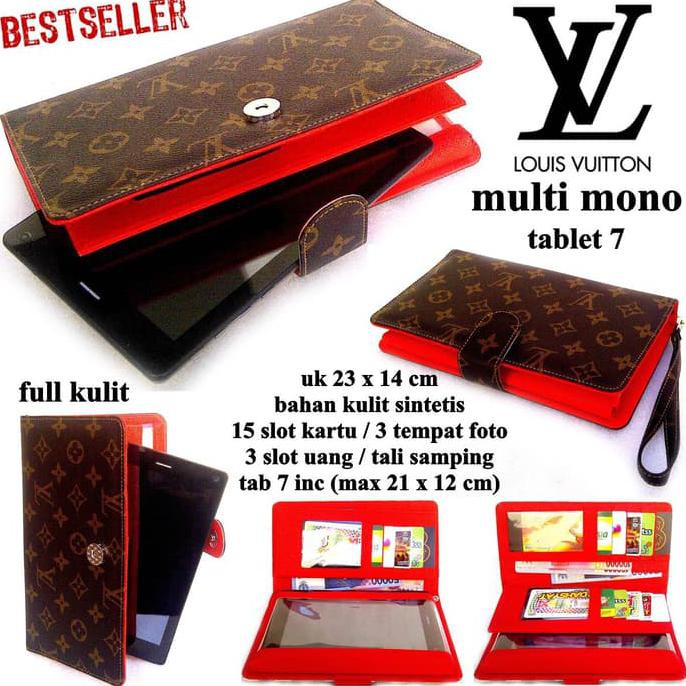 BESTSELLER
LV
LOUIS VUITTON
multi mono
tablet 7
full kulit
uk 23 x 14 cm
bahan kulit sintetis
15 slot kartu / 3 tempat foto
3 slot uang / tali samping
tab 7 inc (max 21 x 12 cm)